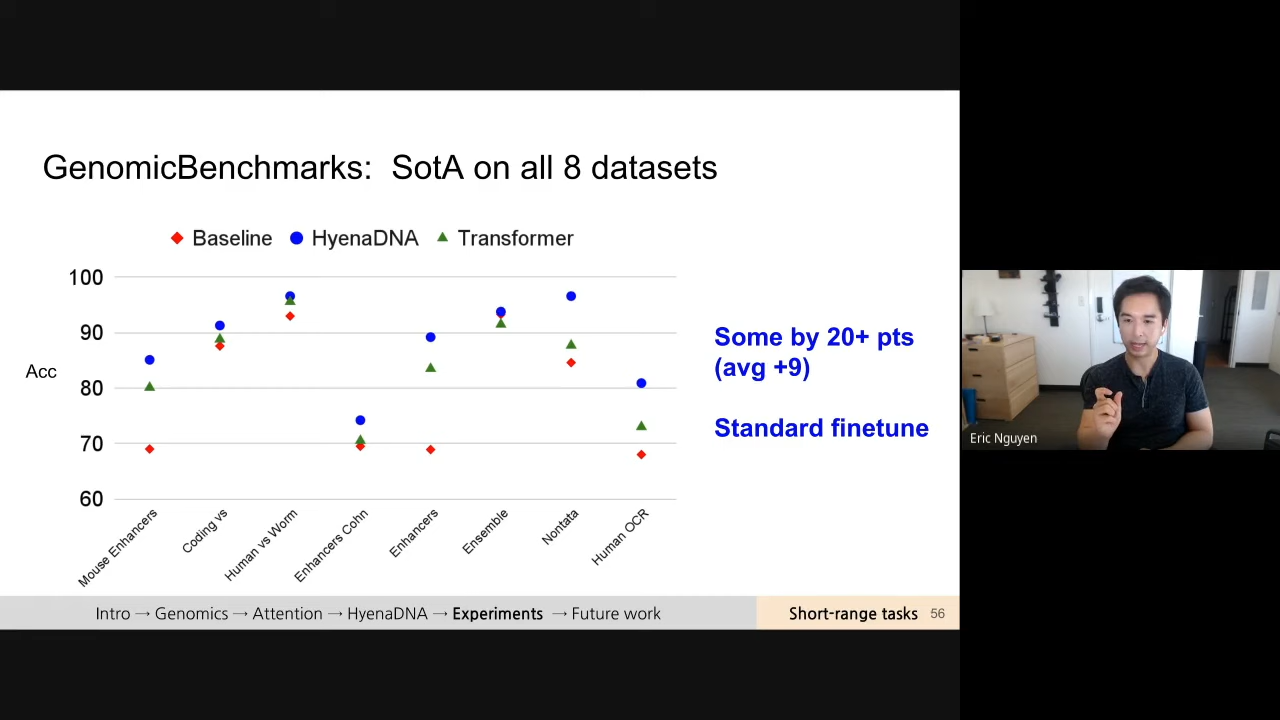 GenomicBenchmarks: SotA on all 8 datasets
Baseline HyenaDNA Transformer
100
90
80
70
60
Acc
Mouse Enhancers
Coding vs
Human vs Worm
Enhancers Cohn
Enhancers
Ensemble
Nontata
Human OCR
Some by 20+ pts
(avg +9)
Standard finetune
Eric Nguyen
Intro → Genomics → Attention → HyenaDNA → Experiments → Future work
Short-range tasks 56